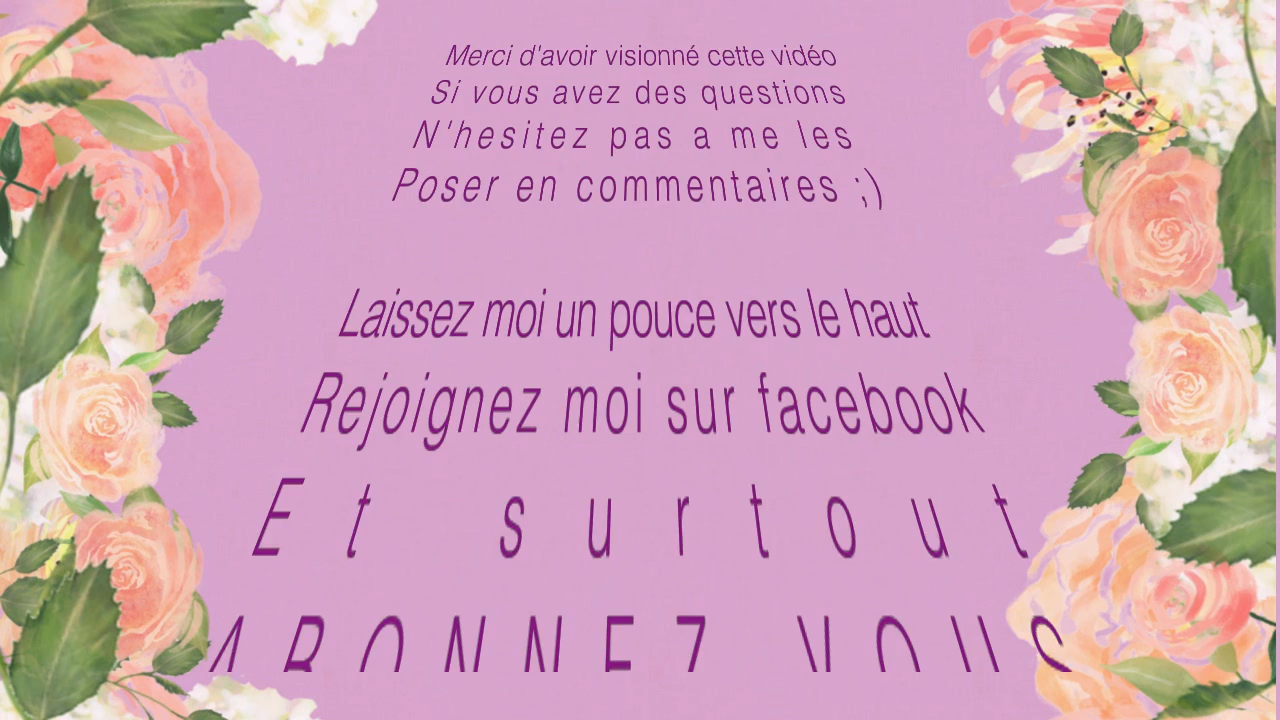 Merci d'avoir visionné cette vidéo
Si vous avez des questions
N'hesitez pas a me les
Poser en commentaires ;)
Laissez moi un pouce vers le haut
Rejoignez moi sur facebook
Et surtout
ABONNEZ VOUS